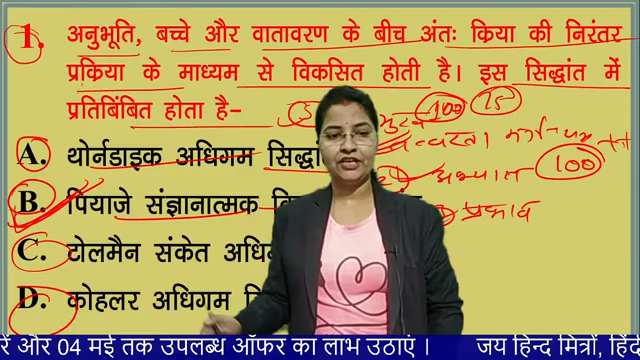 1. अनुभूति, बच्चे और वातावरण के बीच अंतः क्रिया की निरंतर
प्रक्रिया के माध्यम से विकसित होती है। इस सिद्धांत में
प्रतिबिंबित होता है-
100 15
A. थोर्नडाइक अधिगम
100
अभ्यास
B. पियाजे संज्ञानात्मक
प्रभाव
C. टोलमैन संकेत
D. कोहलर अधिगम
और 04 मई तक उपलब्ध ऑफर का लाभ उठाएं । जय हिन्द मित्रों,